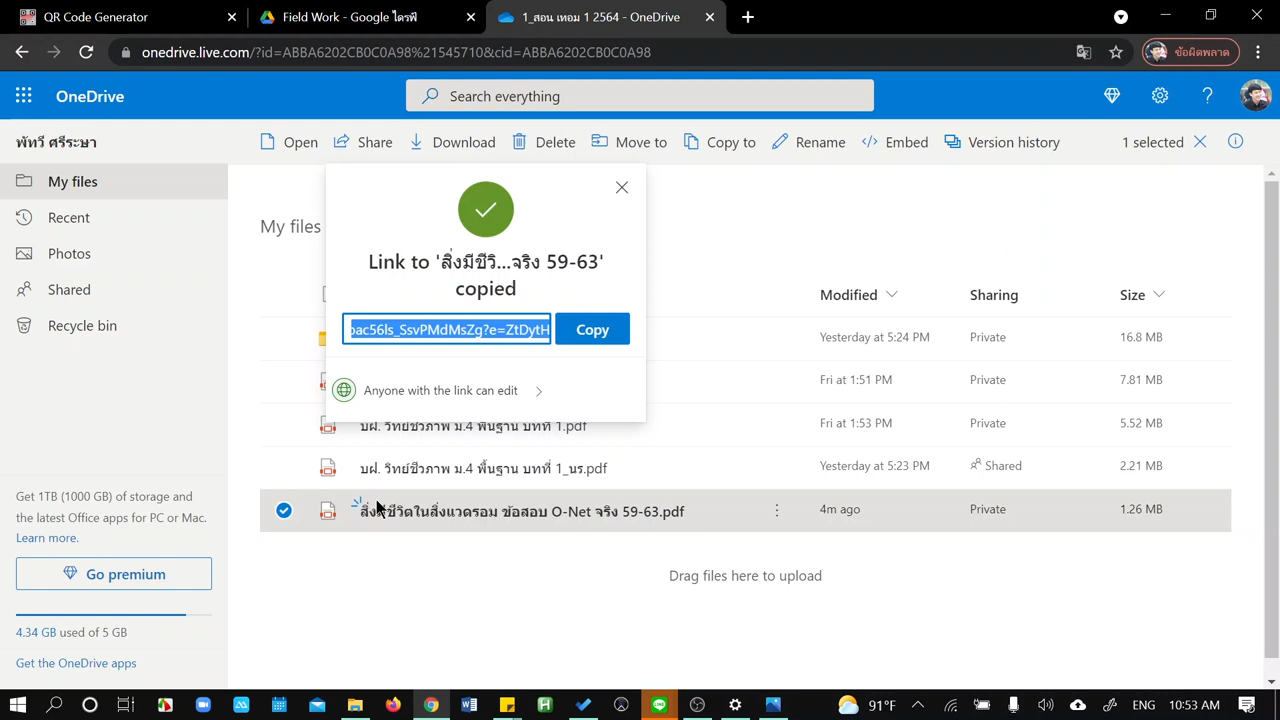 QR Code Generator
Field Work - Google ไดรฟ์
1_สอน เทอม 1 2564 - OneDrive
onedrive.live.com/?id=ABBA6202CB0C0A98%21545710&cid=ABBA6202CB0C0A98
ข้อผิดพลาด
OneDrive
Search everything
พัทวี ศรีระษา
Open
Share
Download
Delete
Move to
Copy to
Rename
Embed
Version history
1 selected
My files
Recent
Photos
Shared
Recycle bin
My files
Link to 'สิ่งมีชีวิ...จริง 59-63'
copied
pac56ls_SsvPMdMsZg?e=ZtDytH
Copy
Anyone with the link can edit
Modified
Sharing
Size
Yesterday at 5:24 PM
Private
16.8 MB
Fri at 1:51 PM
Private
7.81 MB
บฝ. วิทย์ชีวภาพ ม.4 พื้นฐาน บทที่ 1.pdf
Fri at 1:53 PM
Private
5.52 MB
บฝ. วิทย์ชีวภาพ ม.4 พื้นฐาน บทที่ 1_นร.pdf
Yesterday at 5:23 PM
Shared
2.21 MB
สิ่งมีชีวิตในสิ่งแวดรอม ข้อสอบ O-Net จริง 59-63.pdf
4m ago
Private
1.26 MB
Drag files here to upload
Get 1TB (1000 GB) of storage and
the latest Office apps for PC or Mac.
Learn more.
Go premium
4.34 GB used of 5 GB
Get the OneDrive apps
91°F
ENG
10:53 AM